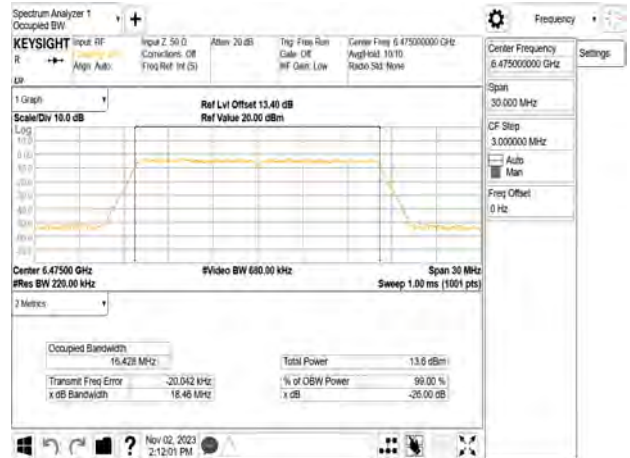 Spectrum Analyzer 1
Occupied BW
+
Frequency
KEYSIGHT
R
Input: RF
Align: Auto
Input Z: 50 Ω
Corrections: Off
Freq Ref: Int (S)
Atten: 20 dB
Trig: Free Run
Gate: Off
#IF Gain: Low
Center Freq: 6.475000000 GHz
Avg|Hold: 10/10
Radio Std: None
Center Frequency
6.475000000 GHz
Settings
Span
30.000 MHz
CF Step
3.000000 MHz
Auto
Man
Freq Offset
0 Hz
1 Graph
Scale/Div 10.0 dB
Ref Lvl Offset 13.40 dB
Ref Value 20.00 dBm
Log
Center 6.47500 GHz
#Res BW 220.00 kHz
#Video BW 680.00 kHz
Span 30 MHz
Sweep 1.00 ms (1001 pts)
2 Metrics
Occupied Bandwidth
16.428 MHz
Total Power
13.6 dBm
Transmit Freq Error
-20.042 kHz
% of OBW Power
99.00 %
x dB Bandwidth
18.46 MHz
x dB
-26.00 dB
?
Nov 02, 2023
2:12:01 PM